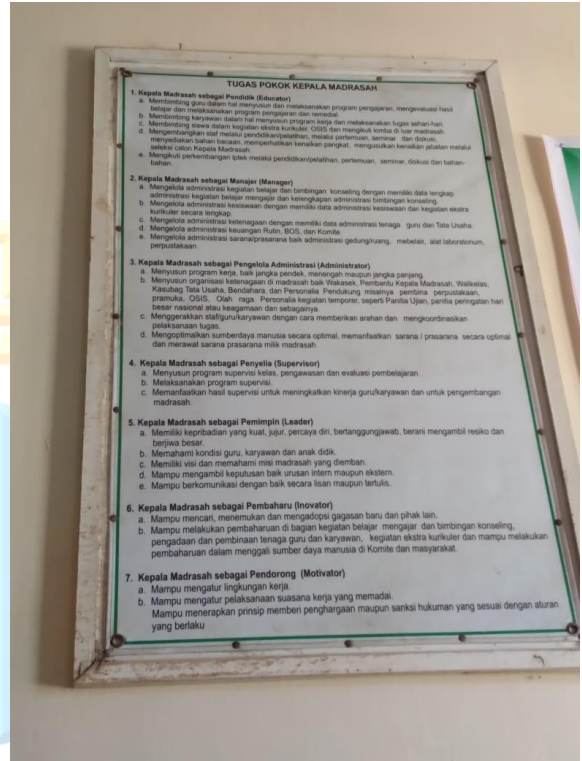 TUGAS POKOK KEPALA MADRASAH
1. Kepala Madrasah sebagai Pendidik (Educator)
a. Membimbing guru dalam hal menyusun dan melaksanakan program pengajaran, mengevaluasi hasil
belajar dan melaksanakan program pengajaran dan remedial.
b. Membimbing karyawan dalam hal menyusun program kerja dan melaksanakan tugas sehari-hari.
c. Membimbing siswa dalam kegiatan ekstra kurikuler, OSIS dan mengikuti lomba di luar madrasah.
d. Mengembangkan staf melalui pendidikan/pelatihan, melalui pertemuan, seminar dan diskusi,
menyediakan bahan bacaan, memperhatikan kenaikan pangkat, mengusulkan kenaikan jabatan melalui
seleksi calon Kepala Madrasah.
e. Mengikuti perkembangan iptek melalui pendidikan/pelatihan, pertemuan, seminar, diskusi dan bahan-
bahan.
2. Kepala Madrasah sebagai Manajer (Manager)
a. Mengelola administrasi kegiatan belajar dan bimbingan konseling dengan memiliki data lengkap
administrasi kegiatan belajar mengajar dan kelengkapan administrasi bimbingan konseling.
b. Mengelola administrasi kesiswaan dengan memiliki data administrasi kesiswaan dan kegiatan ekstra
kurikuler secara lengkap.
c. Mengelola administrasi ketenagaan dengan memiliki data administrasi tenaga guru dan Tata Usaha.
d. Mengelola administrasi keuangan Rutin, BOS, dan Komite.
e. Mengelola administrasi sarana/prasarana baik administrasi gedung/ruang, mebelair, alat laboratorium,
perpustakaan.
3. Kepala Madrasah sebagai Pengelola Administrasi (Administrator)
a. Menyusun program kerja, baik jangka pendek, menengah maupun jangka panjang.
b. Menyusun organisasi ketenagaan di madrasah baik Wakasek, Pembantu Kepala Madrasah, Walikelas,
Kasubag Tata Usaha, Bendahara, dan Personalia Pendukung misalnya pembina perpustakaan,
pramuka, OSIS, Olah raga. Personalia kegiatan temporer, seperti Panitia Ujian, panitia peringatan hari
besar nasional atau keagamaan dan sebagainya.
c. Menggerakkan staf/guru/karyawan dengan cara memberikan arahan dan mengkoordinasikan
pelaksanaan tugas.
d. Mengoptimalkan sumberdaya manusia secara optimal, memanfaatkan sarana / prasarana secara optimal
dan merawat sarana prasarana milik madrasah.
4. Kepala Madrasah sebagai Penyelia (Supervisor)
a. Menyusun program supervisi kelas, pengawasan dan evaluasi pembelajaran.
b. Melaksanakan program supervisi.
c. Memanfaatkan hasil supervisi untuk meningkatkan kinerja guru/karyawan dan untuk pengembangan
madrasah.
5. Kepala Madrasah sebagai Pemimpin (Leader)
a. Memiliki kepribadian yang kuat, jujur, percaya diri, bertanggungjawab, berani mengambil resiko dan
berjiwa besar.
b. Memahami kondisi guru, karyawan dan anak didik.
c. Memiliki visi dan memahami misi madrasah yang diemban.
d. Mampu mengambil keputusan baik urusan intern maupun ekstern.
e. Mampu berkomunikasi dengan baik secara lisan maupun tertulis.
6. Kepala Madrasah sebagai Pembaharu (Inovator)
a. Mampu mencari, menemukan dan mengadopsi gagasan baru dari pihak lain.
b. Mampu melakukan pembaharuan di bagian kegiatan belajar mengajar dan bimbingan konseling,
pengadaan dan pembinaan tenaga guru dan karyawan, kegiatan ekstra kurikuler dan mampu melakukan
pembaharuan dalam menggali sumber daya manusia di Komite dan masyarakat.
7. Kepala Madrasah sebagai Pendorong (Motivator)
a. Mampu mengatur lingkungan kerja.
b. Mampu mengatur pelaksanaan suasana kerja yang memadai.
Mampu menerapkan prinsip memberi penghargaan maupun sanksi hukuman yang sesuai dengan aturan
yang berlaku